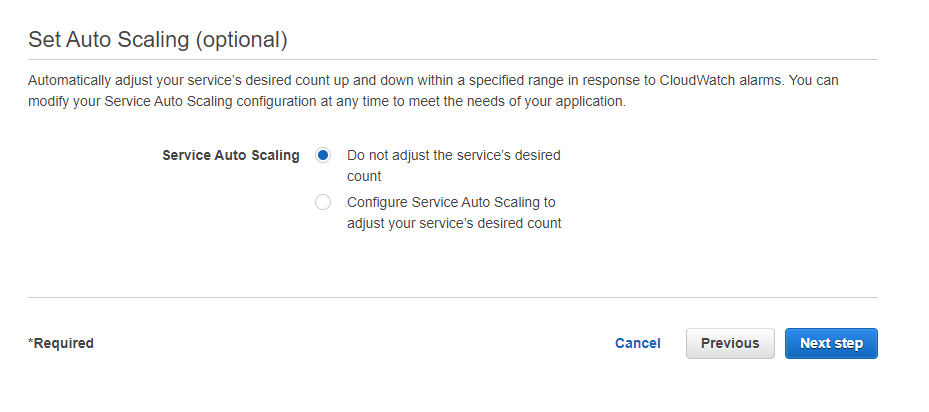 Set Auto Scaling (optional)
Automatically adjust your service’s desired count up and down within a specified range in response to CloudWatch alarms. You can
modify your Service Auto Scaling configuration at any time to meet the needs of your application.
Service Auto Scaling
Do not adjust the service’s desired
count
Configure Service Auto Scaling to
adjust your service’s desired count
*Required
Cancel
Previous
Next step